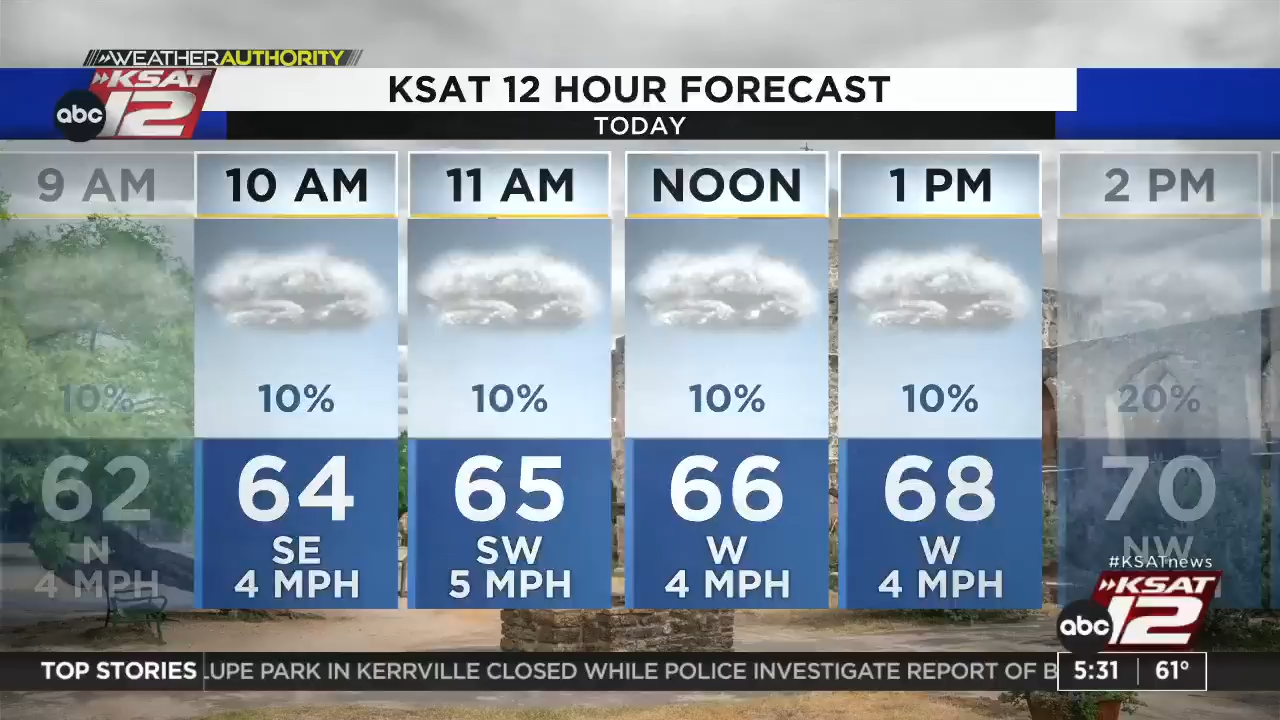 WEATHERAUTHORITY
KSAT
abc 12
KSAT 12 HOUR FORECAST
TODAY
9 AM 10 AM 11 AM NOON 1 PM 2 PM
10% 10% 10% 10% 10% 20%
62 64 65 66 68 70
N SE SW W W NW
4 MPH 4 MPH 5 MPH 4 MPH 4 MPH
#KSATnews
KSAT
abc 12
TOP STORIES LUPE PARK IN KERRVILLE CLOSED WHILE POLICE INVESTIGATE REPORT OF B 5:31 61°